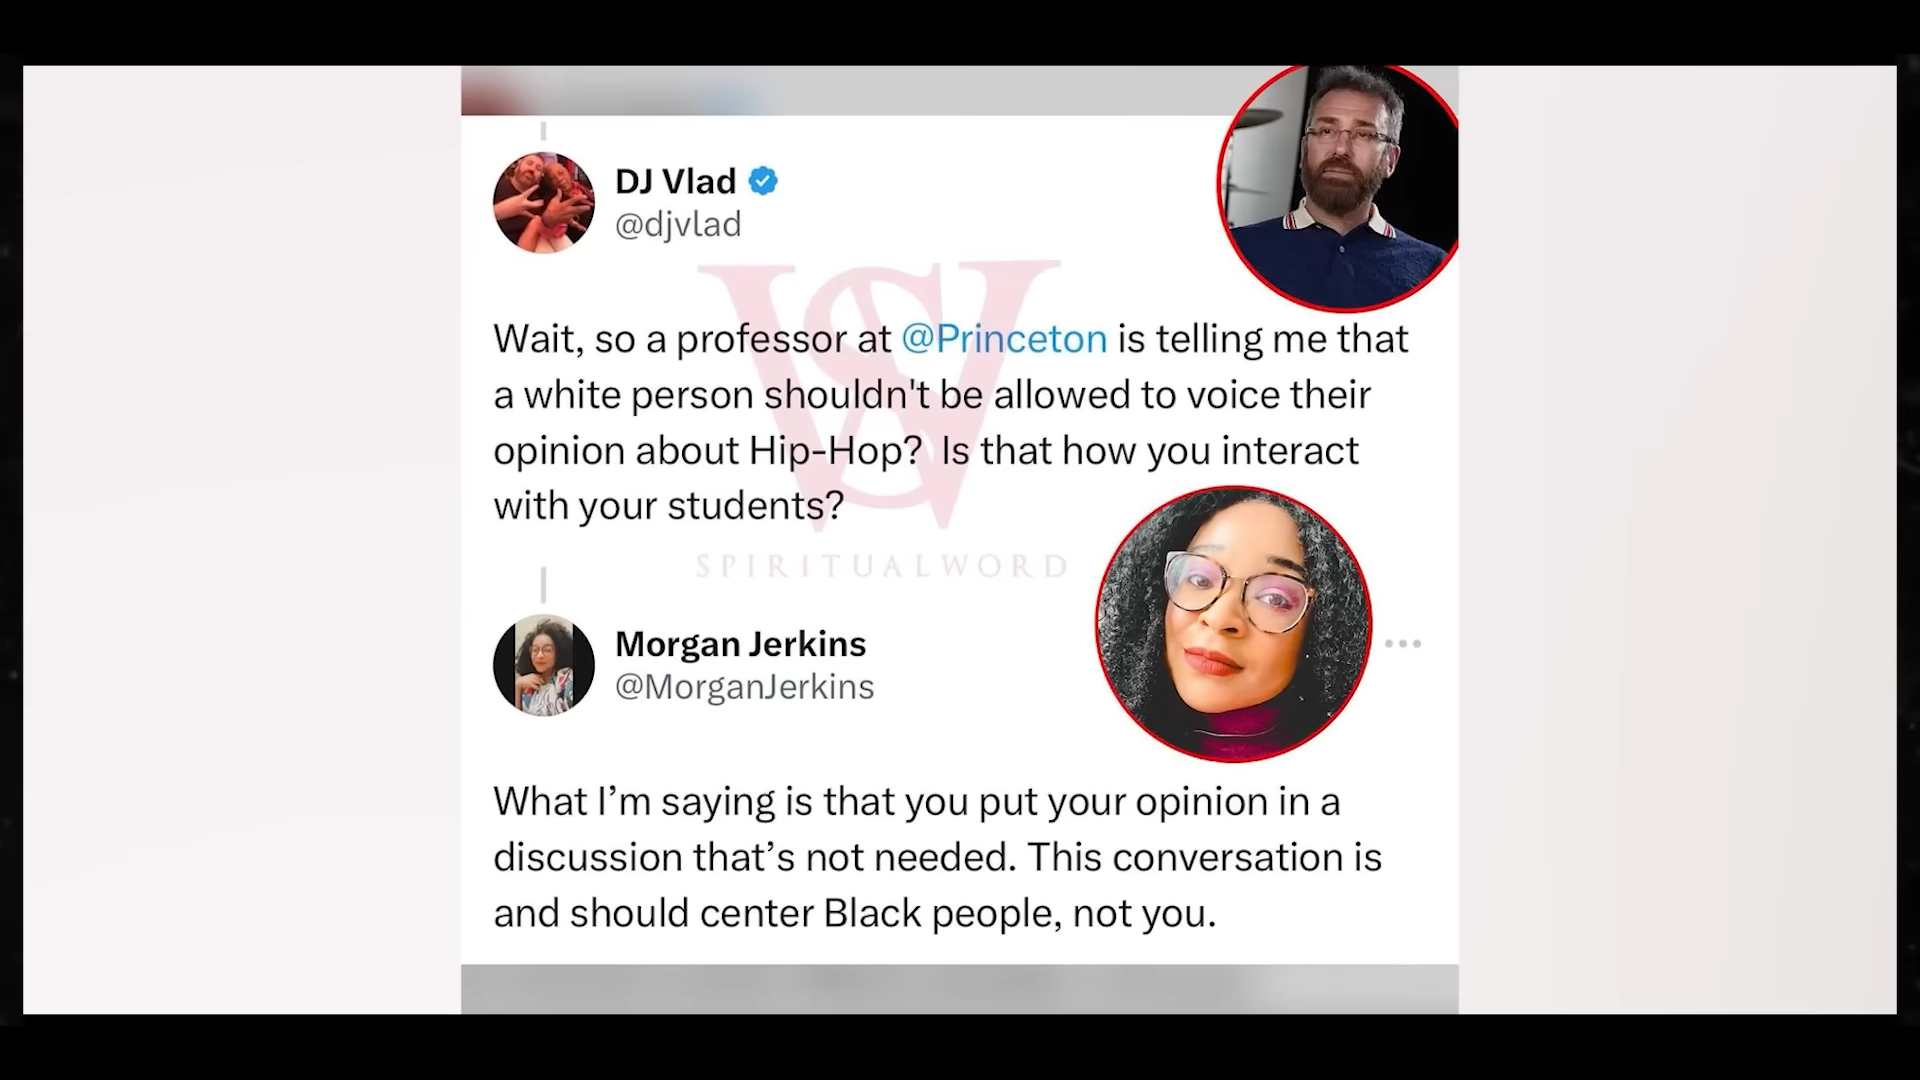 DJ Vlad
@djvlad
Wait, so a professor at @Princeton is telling me that
a white person shouldn't be allowed to voice their
opinion about Hip-Hop? Is that how you interact
with your students?
SW
SPIRITUALWORD
Morgan Jerkins
@MorganJerkins
What I’m saying is that you put your opinion in a
discussion that’s not needed. This conversation is
and should center Black people, not you.